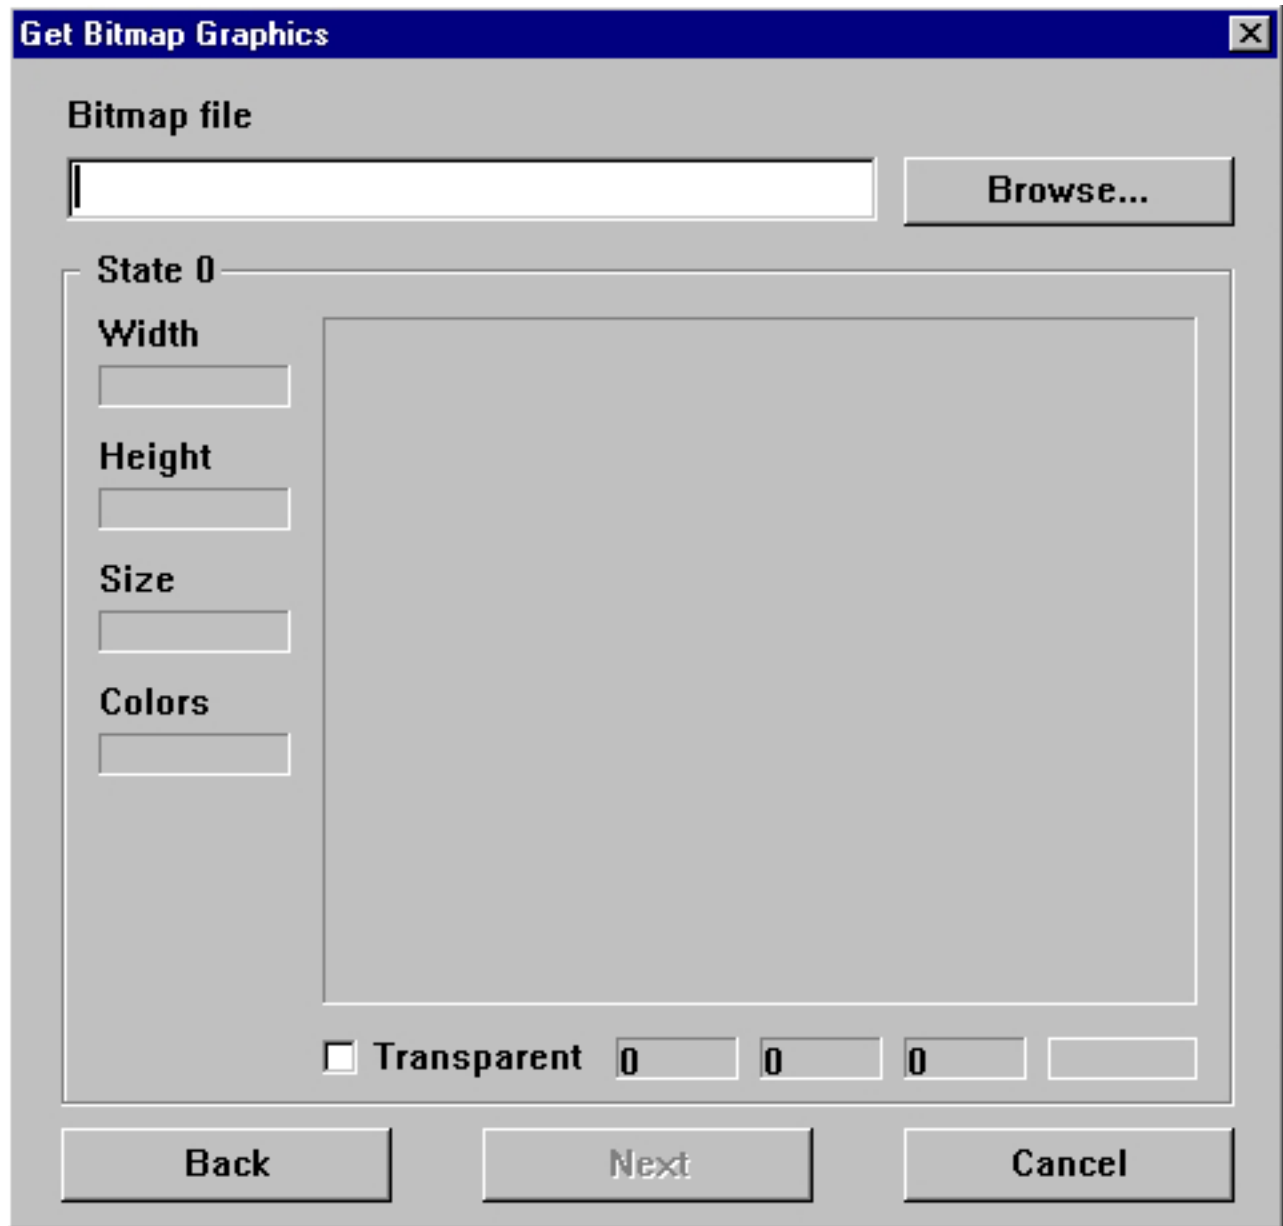 Get Bitmap Graphics
Bitmap file
Browse...
State 0
Width
Height
Size
Colors
Transparent 0 0 0
Back Next Cancel